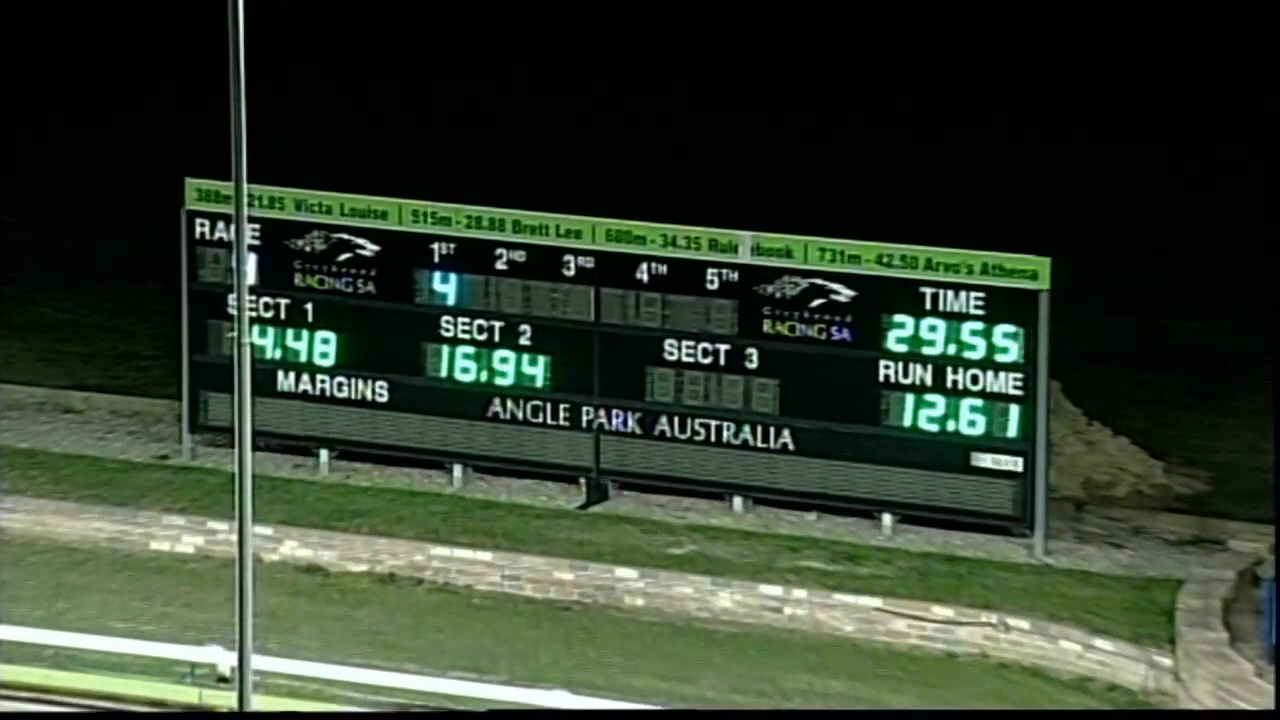 388m - 21.85 Victa Louise | 515m - 28.88 Brett Lee | 600m - 34.35 Rulebook | 731m - 42.50 Arvo's Athena
RACE 1ST 2ND 3RD 4TH 5TH TIME
4 29.55
Greyhound
RACING SA
Greyhound
RACING SA
SECT 1 SECT 2 SECT 3 RUN HOME
4.48 16.94 12.61
MARGINS ANGLE PARK AUSTRALIA